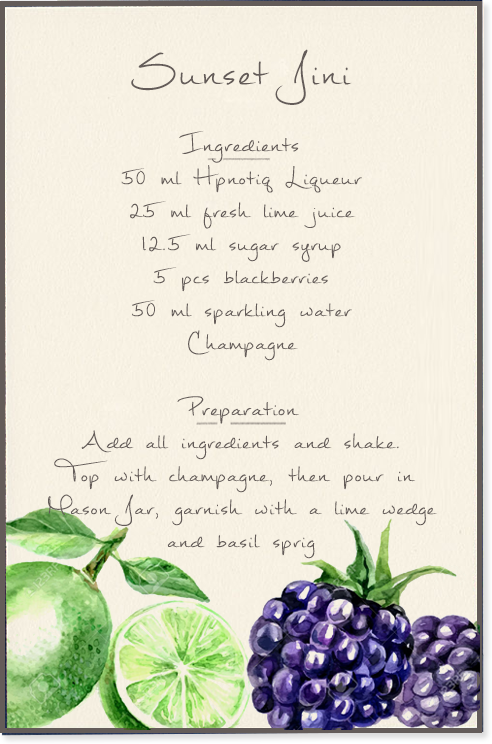 Sunset Jini
Ingredients
50 ml Hpnotiq Liqueur
25 ml fresh lime juice
12.5 ml sugar syrup
5 pcs blackberries
50 ml sparkling water
Champagne
Preparation
Add all ingredients and shake.
Top with champagne, then pour in
Mason Jar, garnish with a lime wedge
and basil sprig